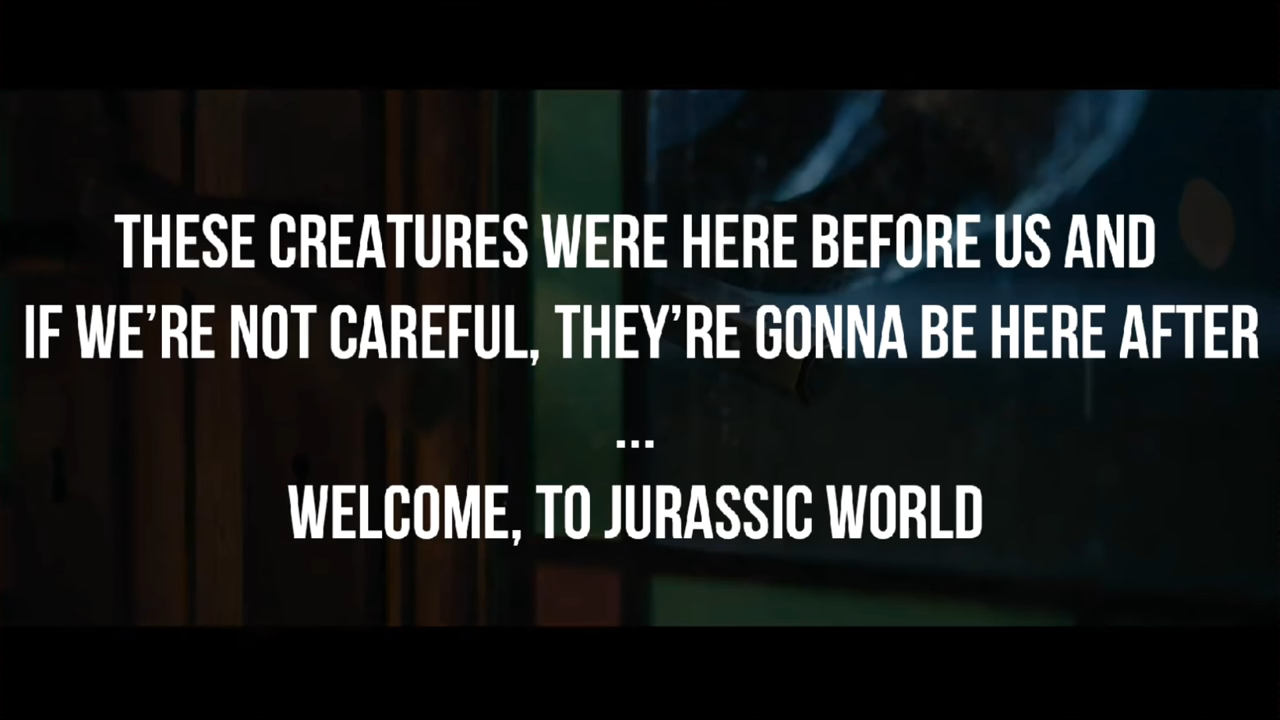 THESE CREATURES WERE HERE BEFORE US AND
IF WE’RE NOT CAREFUL, THEY’RE GONNA BE HERE AFTER
...
WELCOME, TO JURASSIC WORLD